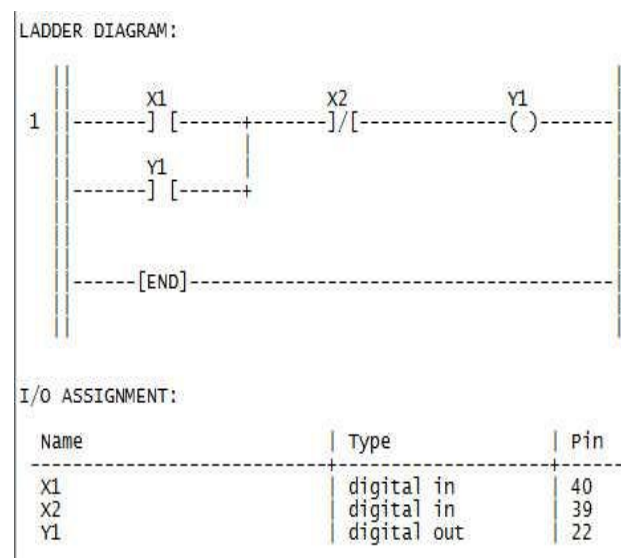 LADDER DIAGRAM:
X1 X2 Y1
1 ||-------] [------+-------]/[--------------( )-------|
Y1
||-------] [------+
||------[END]----------------------------------------|
I/O ASSIGNMENT:
Name | Type | Pin
X1 | digital in | 40
X2 | digital in | 39
Y1 | digital out | 22